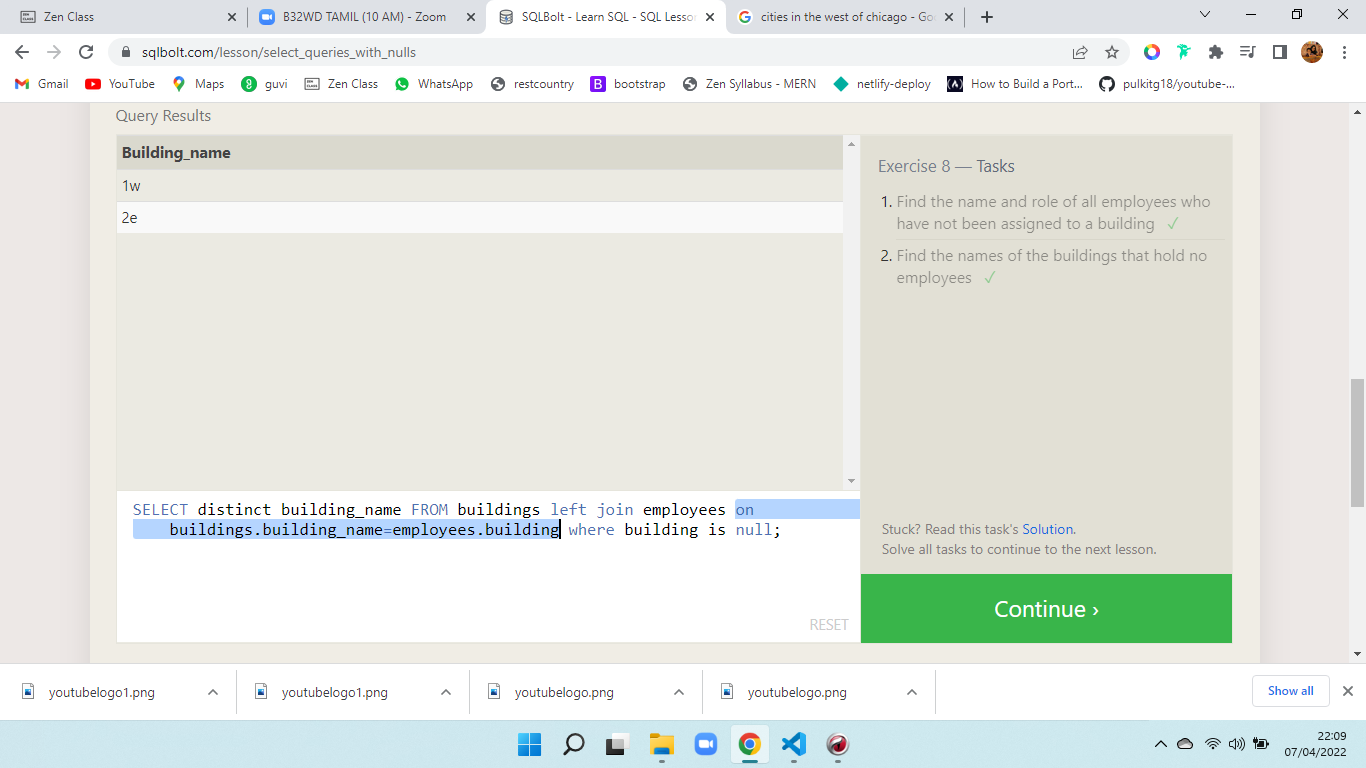 Zen Class
B32WD TAMIL (10 AM) - Zoom
SQLBolt - Learn SQL - SQL Lesso
cities in the west of chicago - Go
sqlbolt.com/lesson/select_queries_with_nulls
Gmail
YouTube
Maps
guvi
Zen Class
WhatsApp
restcountry
bootstrap
Zen Syllabus - MERN
netlify-deploy
How to Build a Port...
pulkitg18/youtube-...
Query Results
Building_name
1w
2e
Exercise 8 — Tasks
1. Find the name and role of all employees who
have not been assigned to a building ✓
2. Find the names of the buildings that hold no
employees ✓
SELECT distinct building_name FROM buildings left join employees on
buildings.building_name=employees.building where building is null;
RESET
Stuck? Read this task's Solution.
Solve all tasks to continue to the next lesson.
Continue ›
youtubelogo1.png
youtubelogo1.png
youtubelogo.png
youtubelogo.png
Show all
22:09
07/04/2022